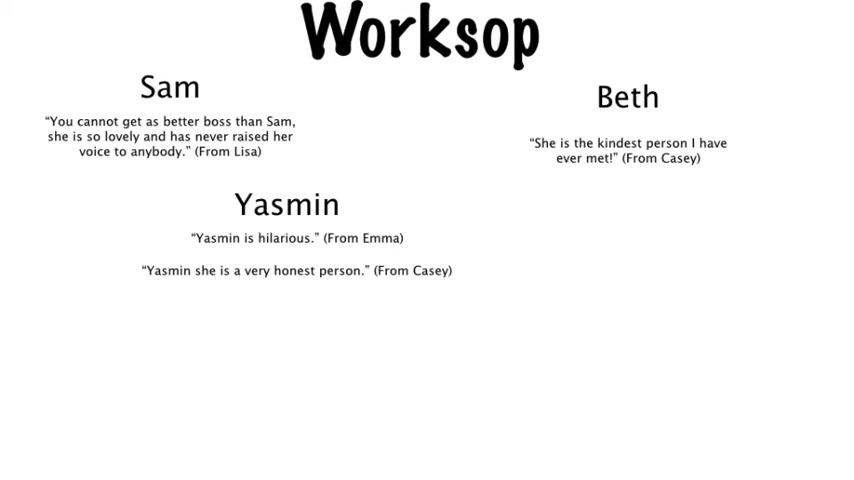 Worksop
Sam
“You cannot get as better boss than Sam,
she is so lovely and has never raised her
voice to anybody.” (From Lisa)
Beth
“She is the kindest person I have
ever met!” (From Casey)
Yasmin
“Yasmin is hilarious.” (From Emma)
“Yasmin she is a very honest person.” (From Casey)